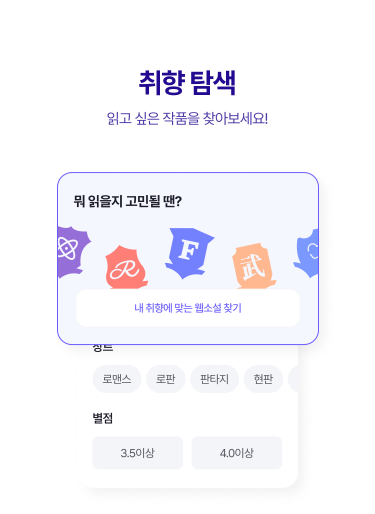 취향 탐색
읽고 싶은 작품을 찾아보세요!
뭐 읽을지 고민될 땐?
R
F
武
내 취향에 맞는 웹소설 찾기
장르
로맨스 로판 판타지 현판
별점
3.5이상 4.0이상